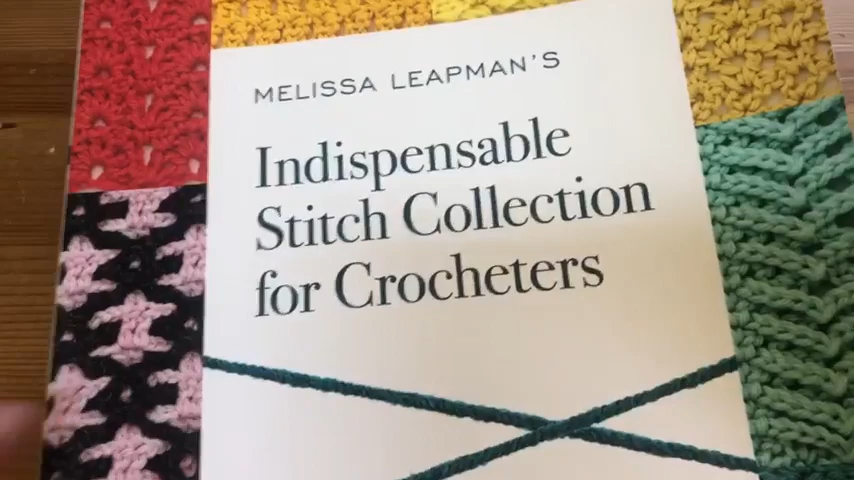 MELISSA LEAPMAN'S
Indispensable
Stitch Collection
for Crocheters